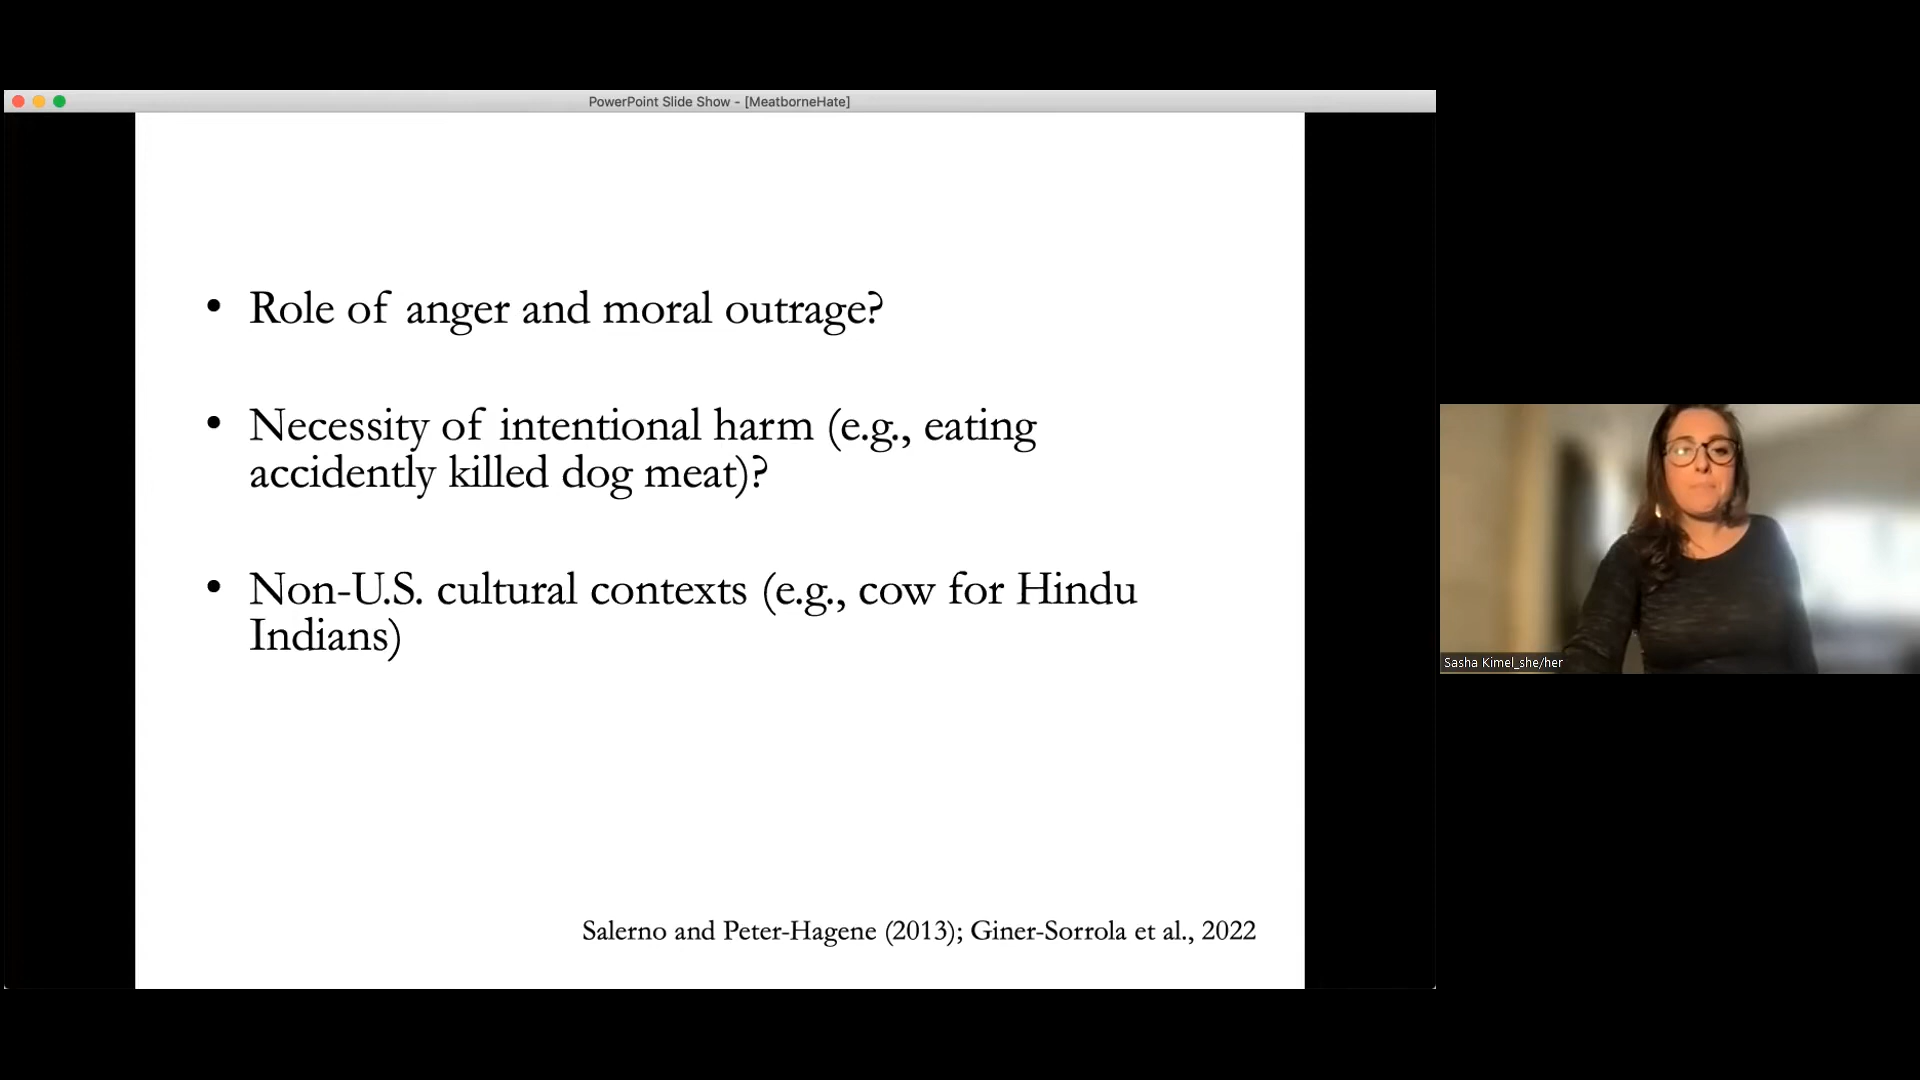 PowerPoint Slide Show - [MeatborneHate]
• Role of anger and moral outrage?
• Necessity of intentional harm (e.g., eating
accidently killed dog meat)?
• Non-U.S. cultural contexts (e.g., cow for Hindu
Indians)
Salerno and Peter-Hagene (2013); Giner-Sorrola et al., 2022
Sasha Kimel_she/her